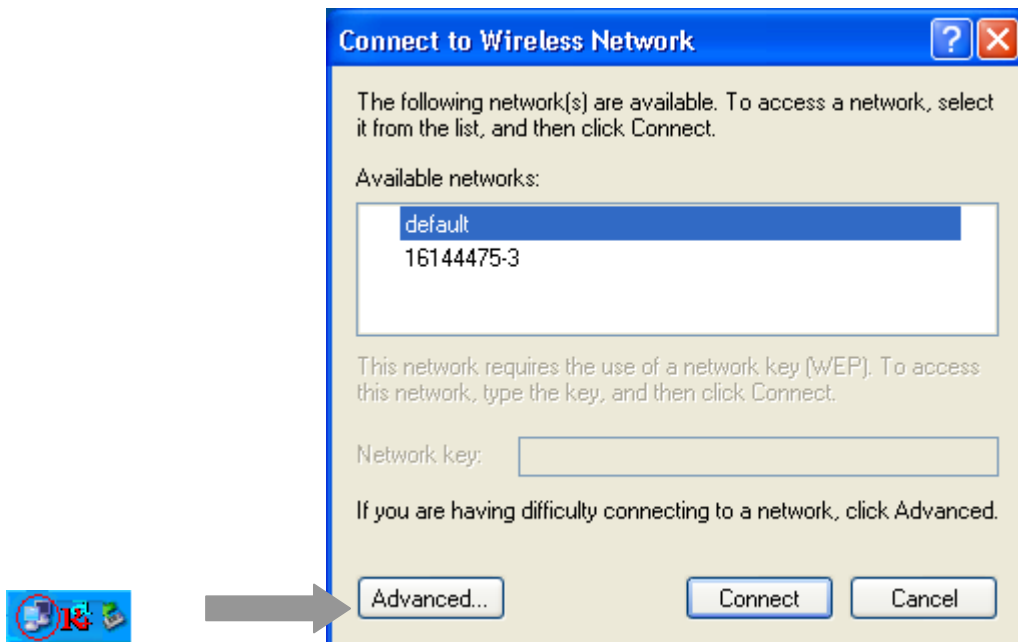 Connect to Wireless Network
The following network(s) are available. To access a network, select
it from the list, and then click Connect.
Available networks:
default
16144475-3
This network requires the use of a network key (WEP). To access
this network, type the key, and then click Connect.
Network key:
If you are having difficulty connecting to a network, click Advanced.
Advanced...
Connect
Cancel